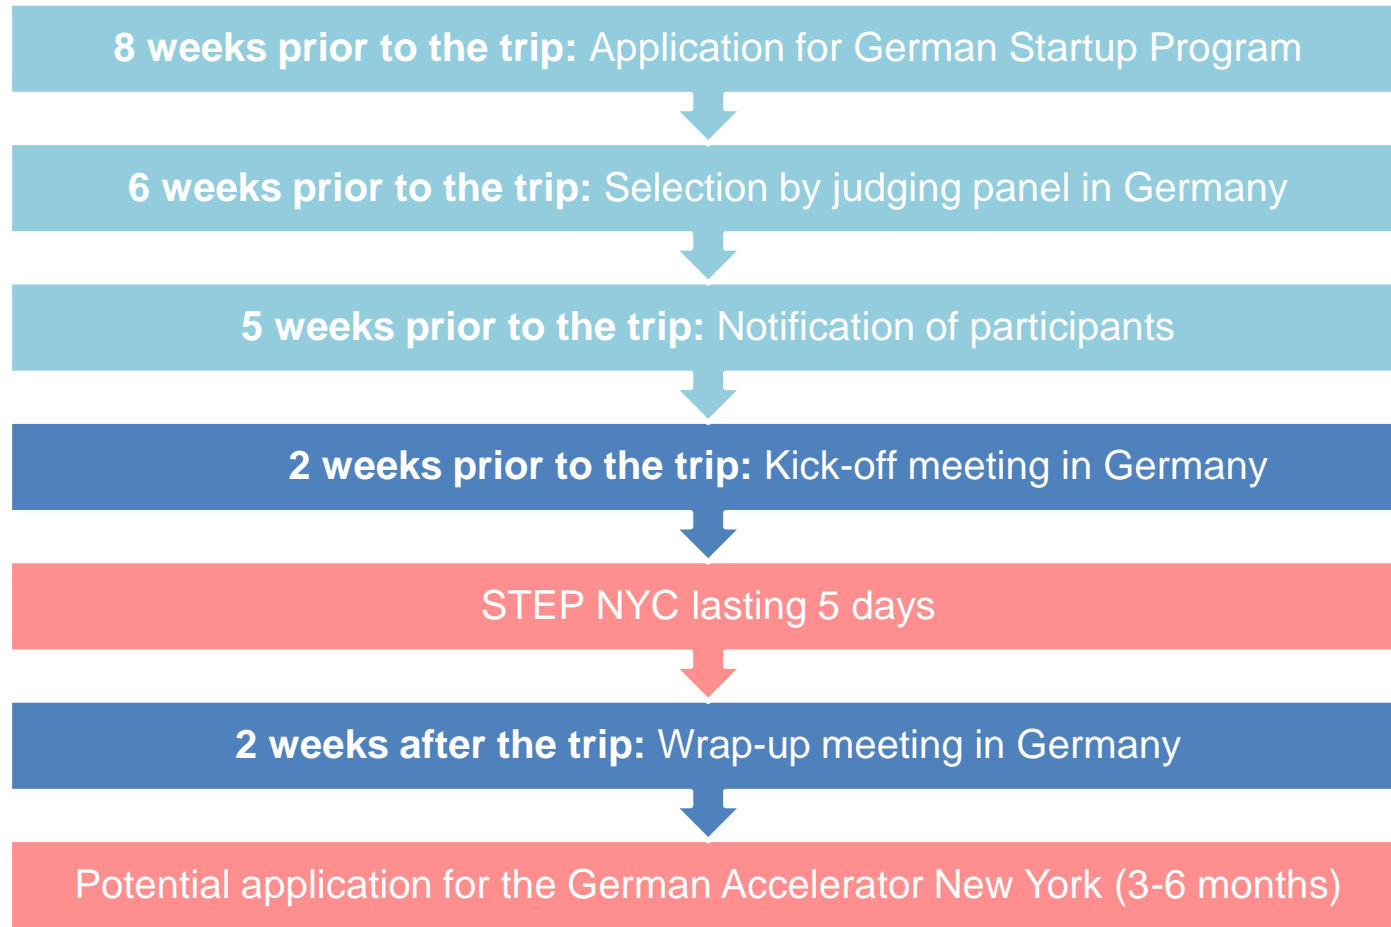 8 weeks prior to the trip: Application for German Startup Program
6 weeks prior to the trip: Selection by judging panel in Germany
5 weeks prior to the trip: Notification of participants
2 weeks prior to the trip: Kick-off meeting in Germany
STEP NYC lasting 5 days
2 weeks after the trip: Wrap-up meeting in Germany
Potential application for the German Accelerator New York (3-6 months)